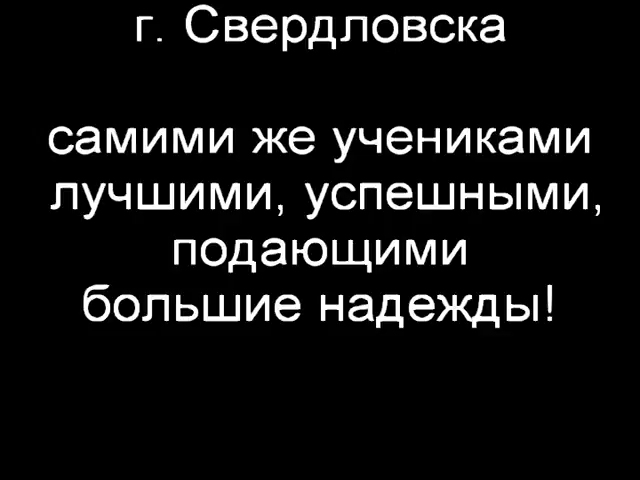 г. Свердловска
самими же учениками
лучшими, успешными,
подающими
большие надежды!